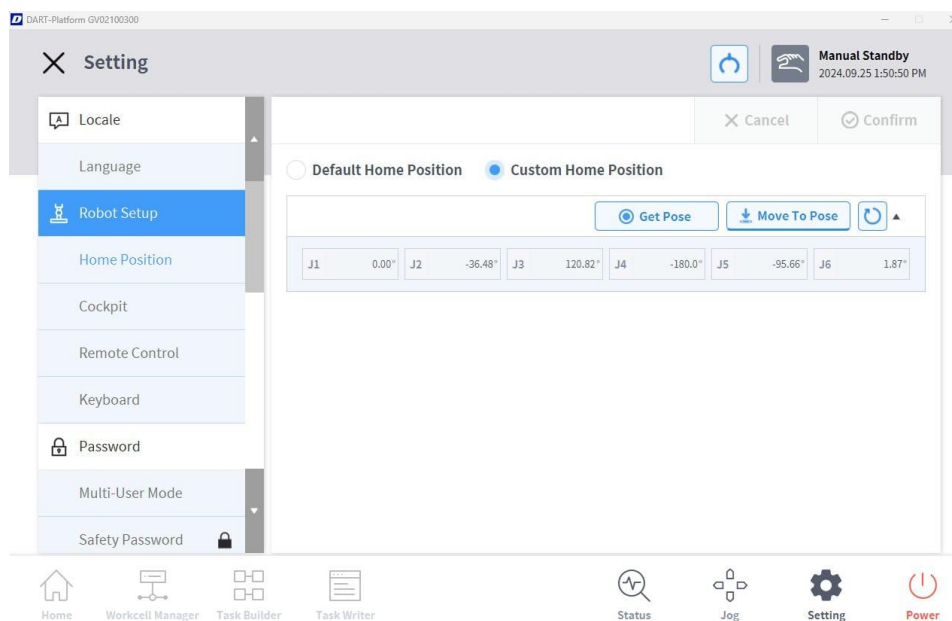 DART-Platform GV02100300
Setting
Manual Standby
2024.09.25 1:50:50 PM
Locale
Language
Robot Setup
Home Position
Cockpit
Remote Control
Keyboard
Password
Multi-User Mode
Safety Password
Cancel Confirm
Default Home Position Custom Home Position
Get Pose Move To Pose
J1 0.00° J2 -36.48° J3 120.82° J4 -180.0° J5 -95.66° J6 1.87°
Home Workcell Manager Task Builder Task Writer Status Jog Setting Power